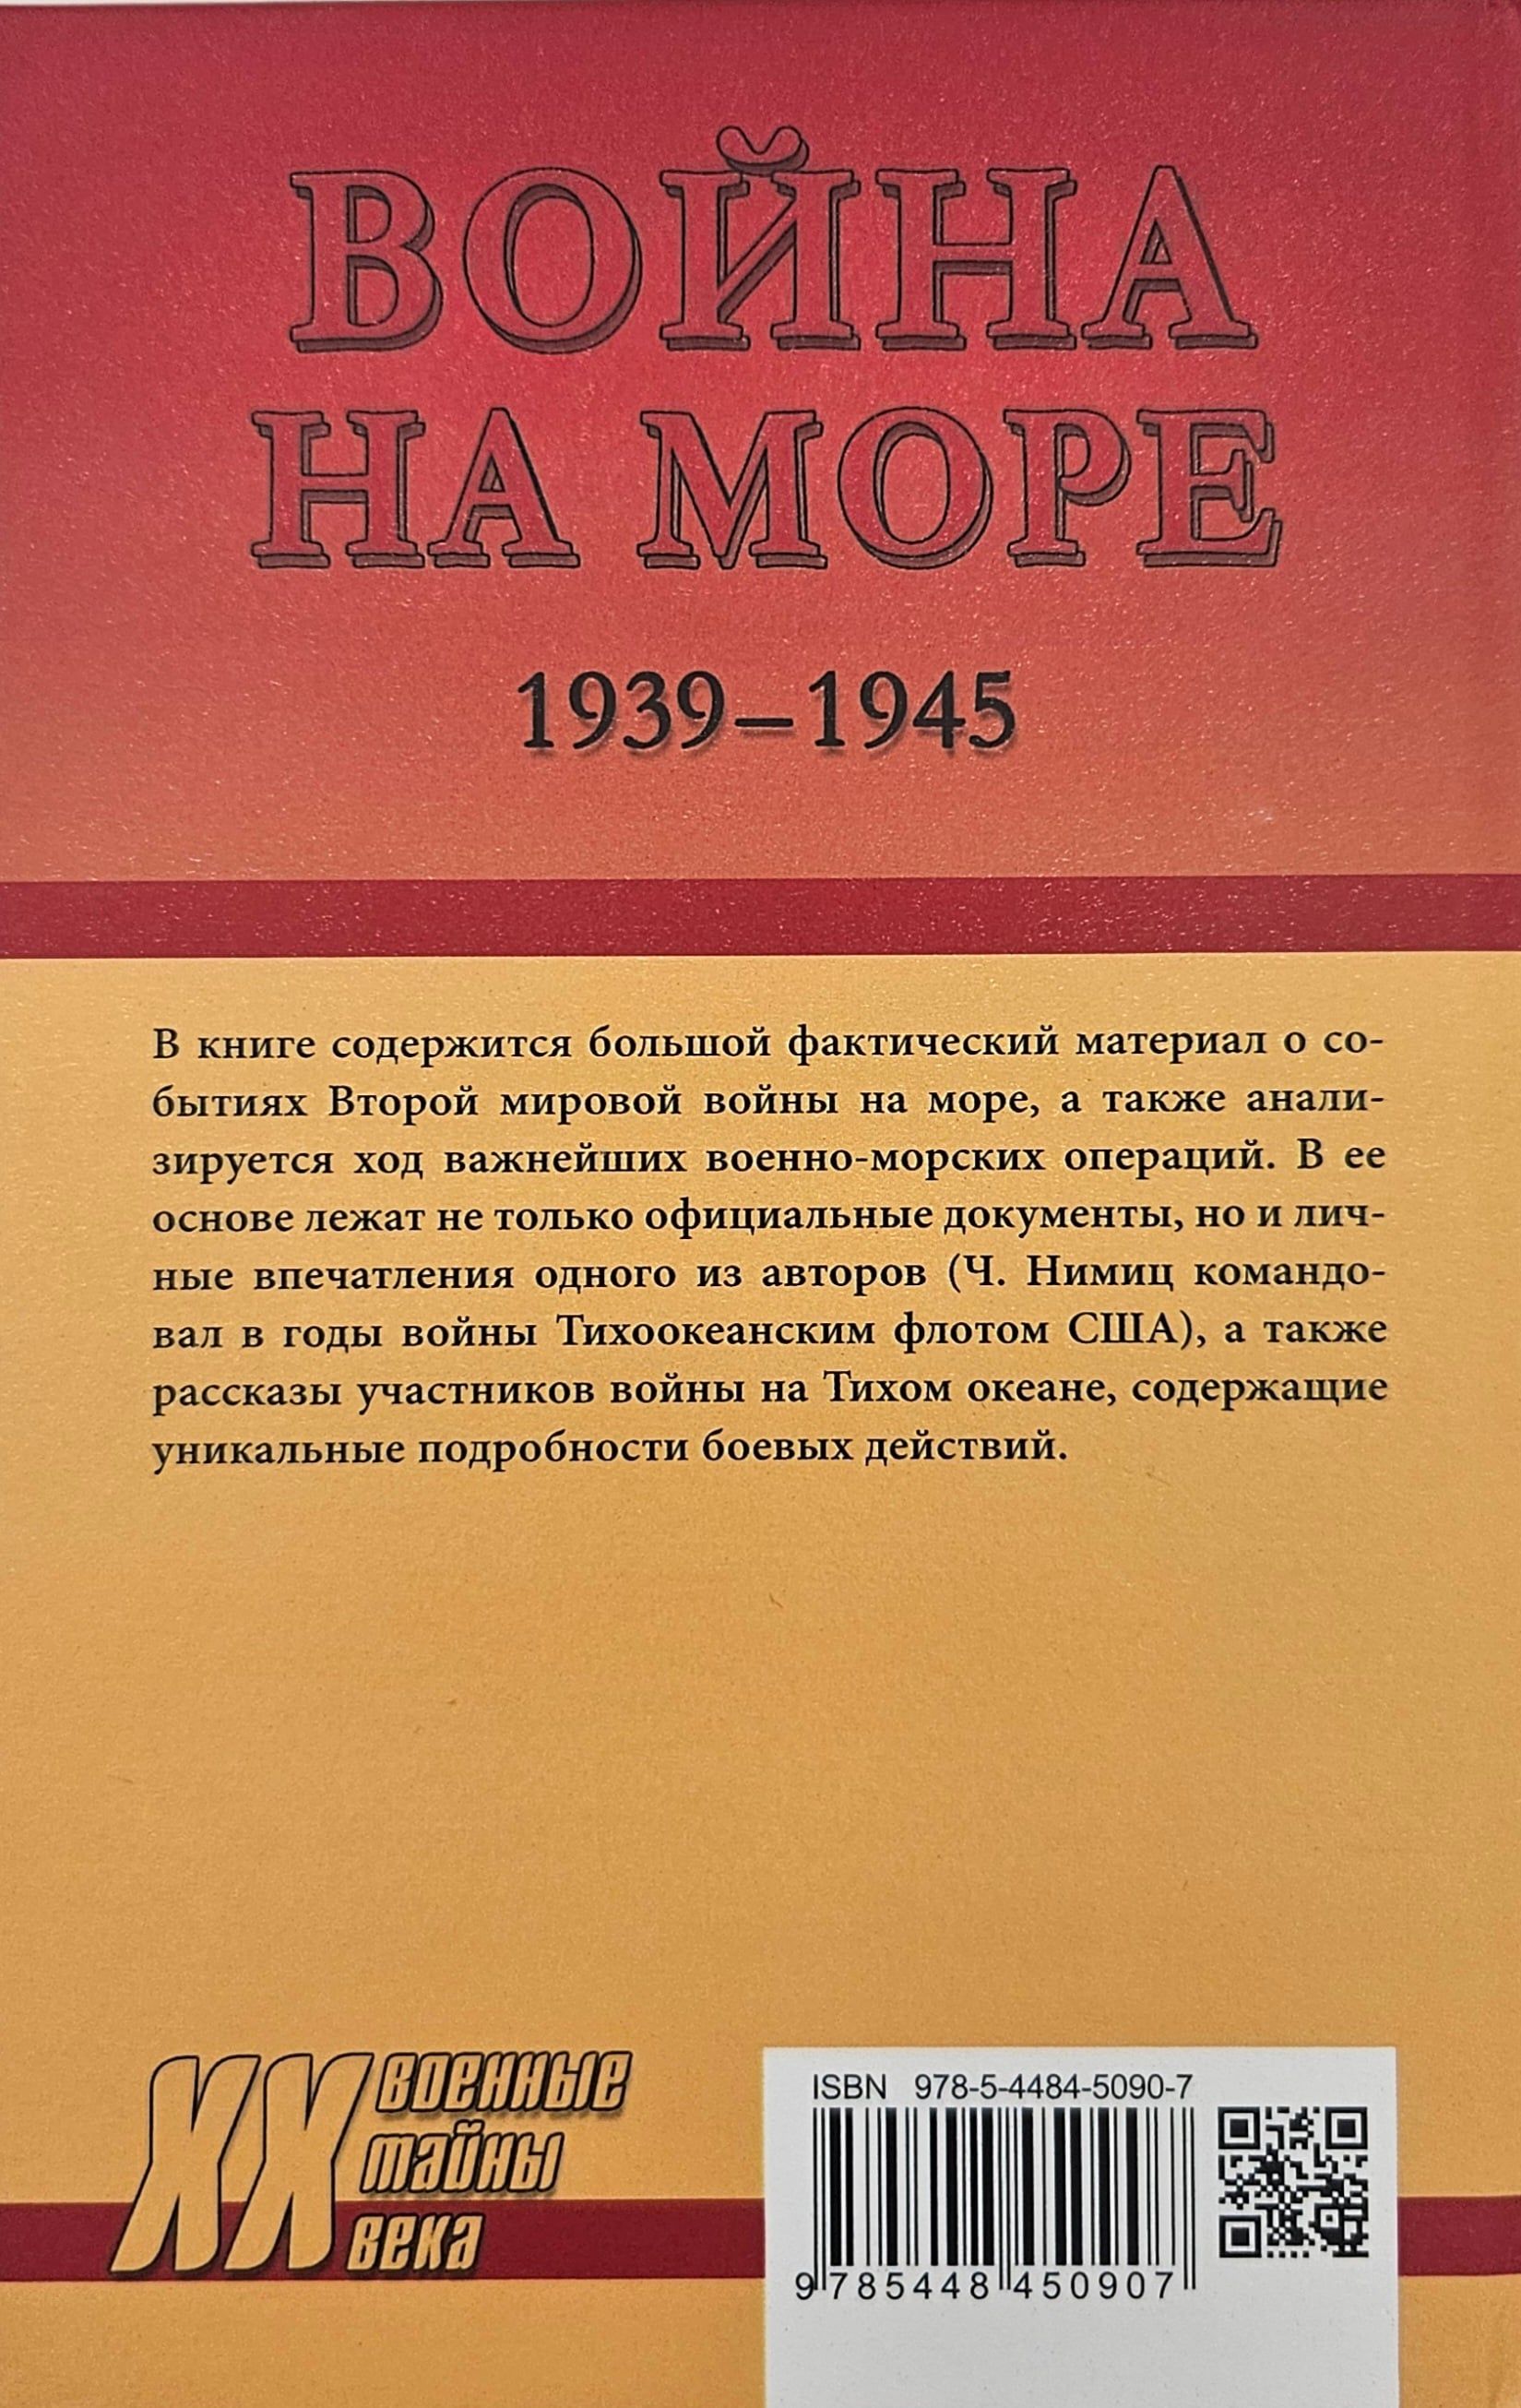 ВОЙНА
НА МОРЕ
1939–1945
В книге содержится большой фактический материал о со-
бытиях Второй мировой войны на море, а также анали-
зируется ход важнейших военно-морских операций. В ее
основе лежат не только официальные документы, но и лич-
ные впечатления одного из авторов (Ч. Нимиц командо-
вал в годы войны Тихоокеанским флотом США), а также
рассказы участников войны на Тихом океане, содержащие
уникальные подробности боевых действий.
XX военные
тайны
века
ISBN 978-5-4484-5090-7
9 785448 450907